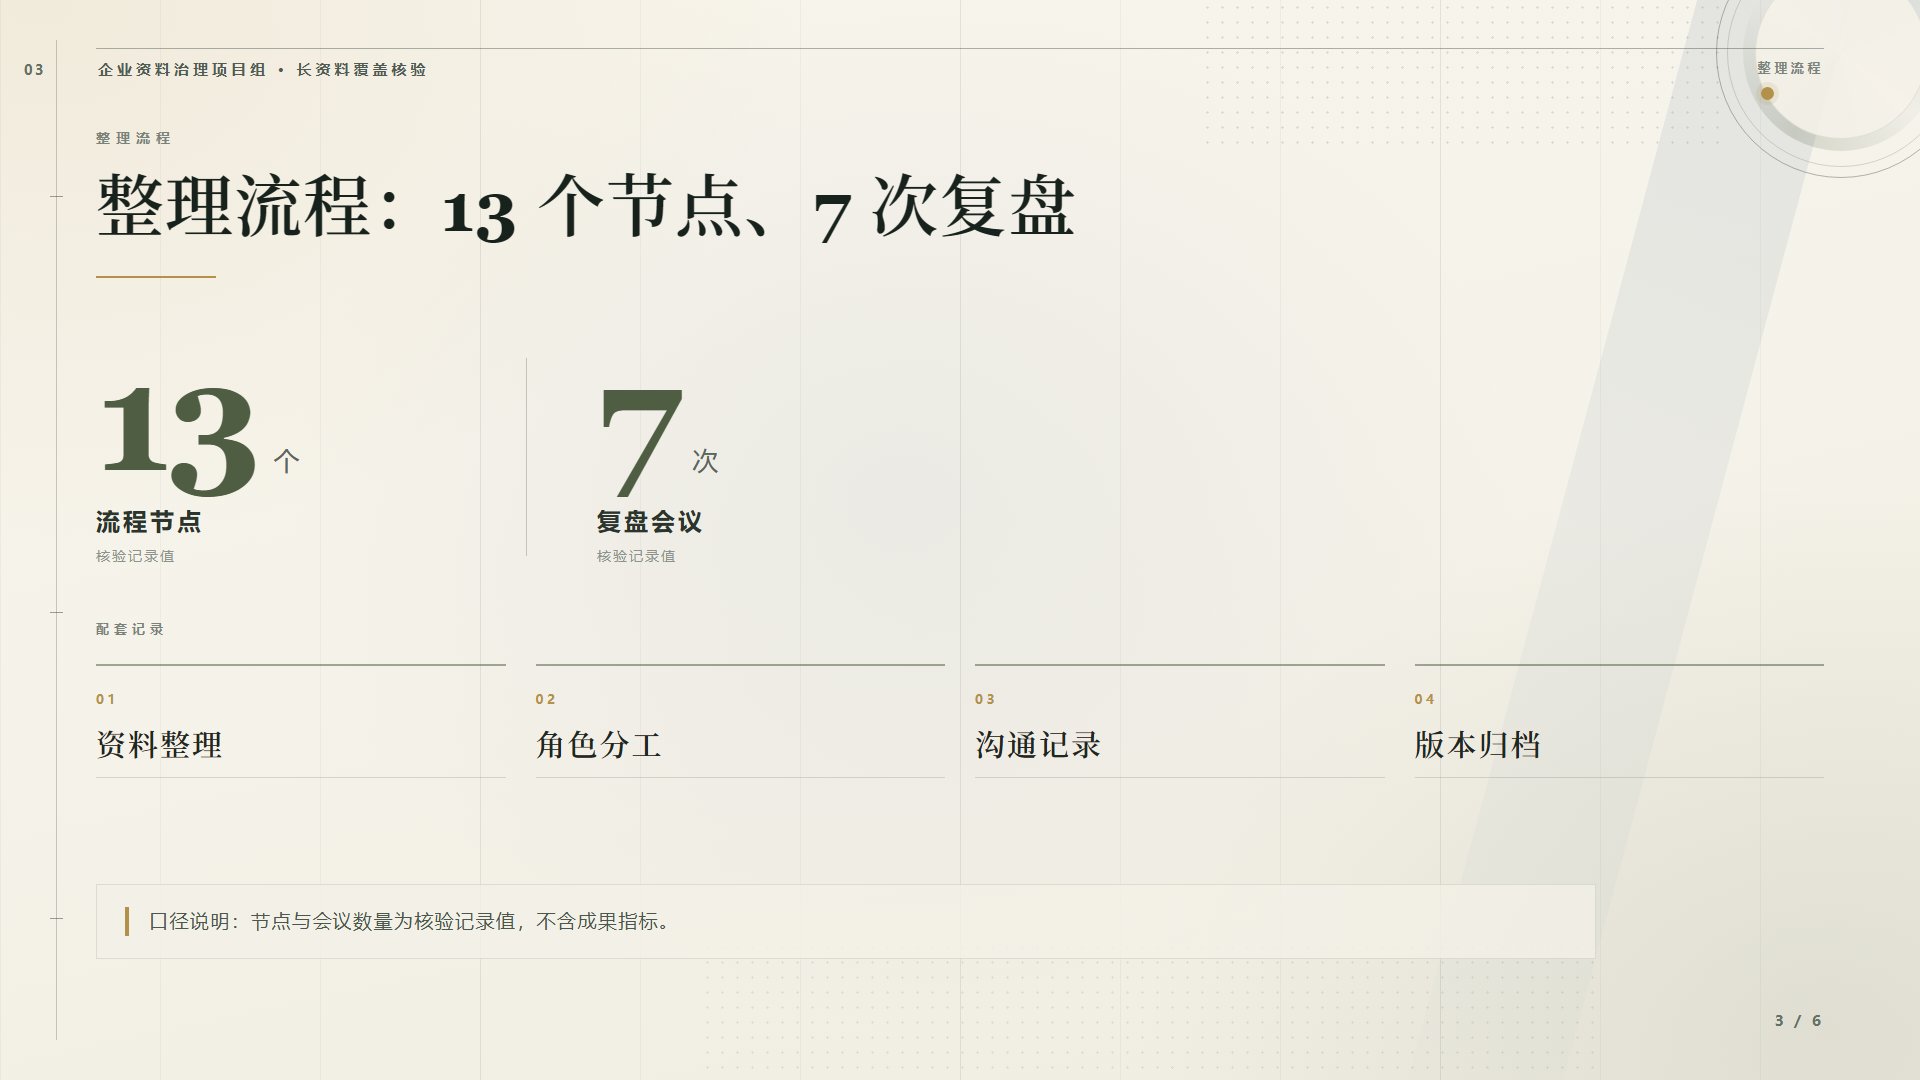 03
企业资料治理项目组 • 长资料覆盖核验
整理流程
整理流程
整理流程：13 个节点、7 次复盘
13 个
流程节点
核验记录值
7 次
复盘会议
核验记录值
配套记录
01
资料整理
02
角色分工
03
沟通记录
04
版本归档
口径说明：节点与会议数量为核验记录值，不含成果指标。
3 / 6